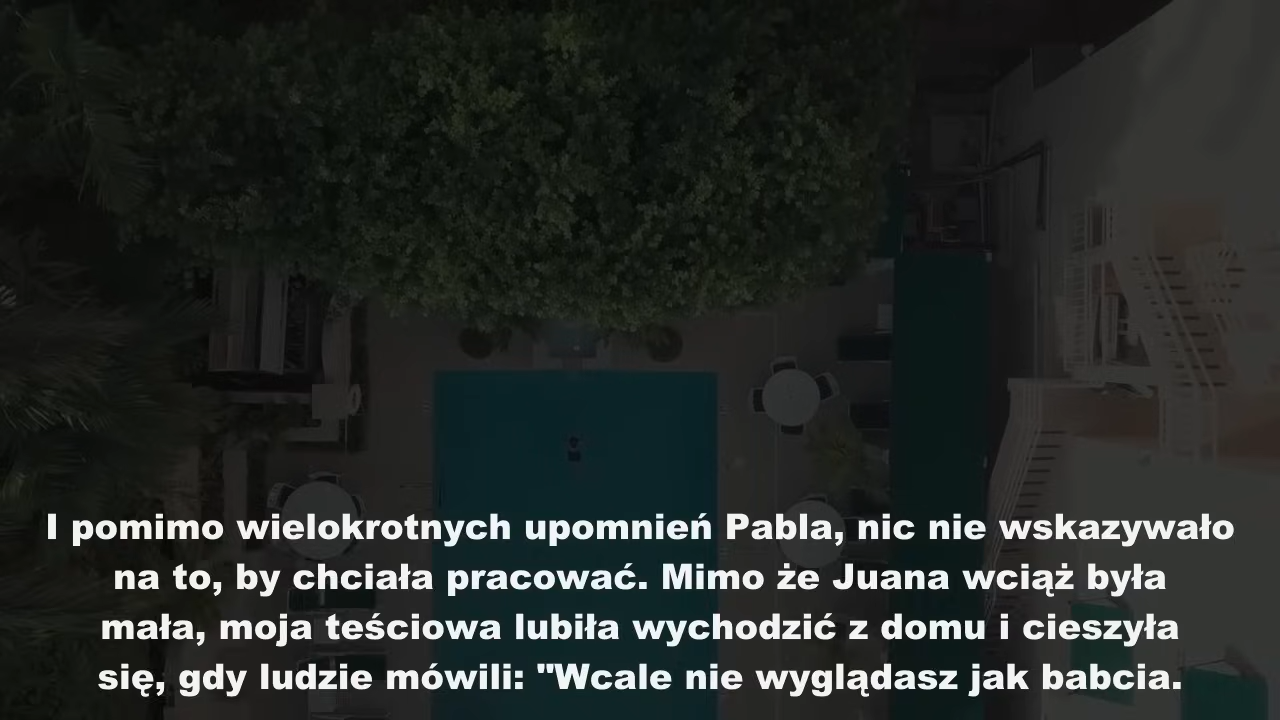 I pomimo wielokrotnych upomnień Pabla, nic nie wskazywało
na to, by chciała pracować. Mimo że Juana wciąż była
mała, moja teściowa lubiła wychodzić z domu i cieszyła
się, gdy ludzie mówili: "Wcale nie wyglądasz jak babcia.